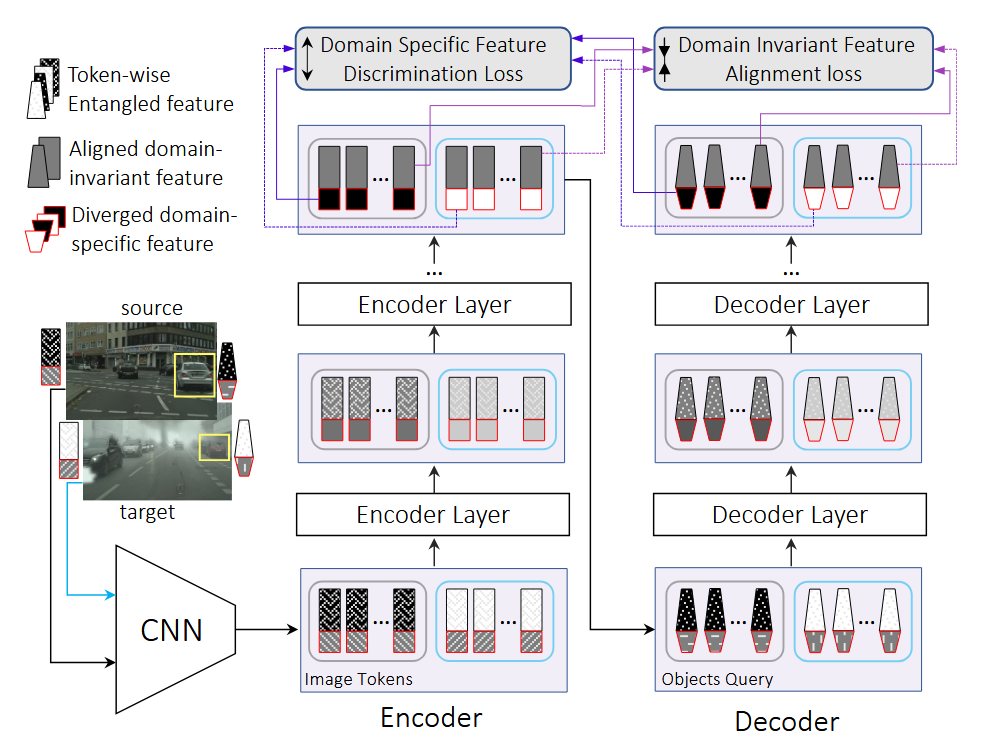 Domain Specific Feature
Discrimination Loss
Domain Invariant Feature
Alignment loss
Token-wise
Entangled feature
Aligned domain-
invariant feature
Diverged domain-
specific feature
...
...
...
...
...
...
Encoder Layer
Decoder Layer
source
...
...
...
...
target
Encoder Layer
Decoder Layer
CNN
...
...
...
...
Image Tokens
Objects Query
Encoder
Decoder